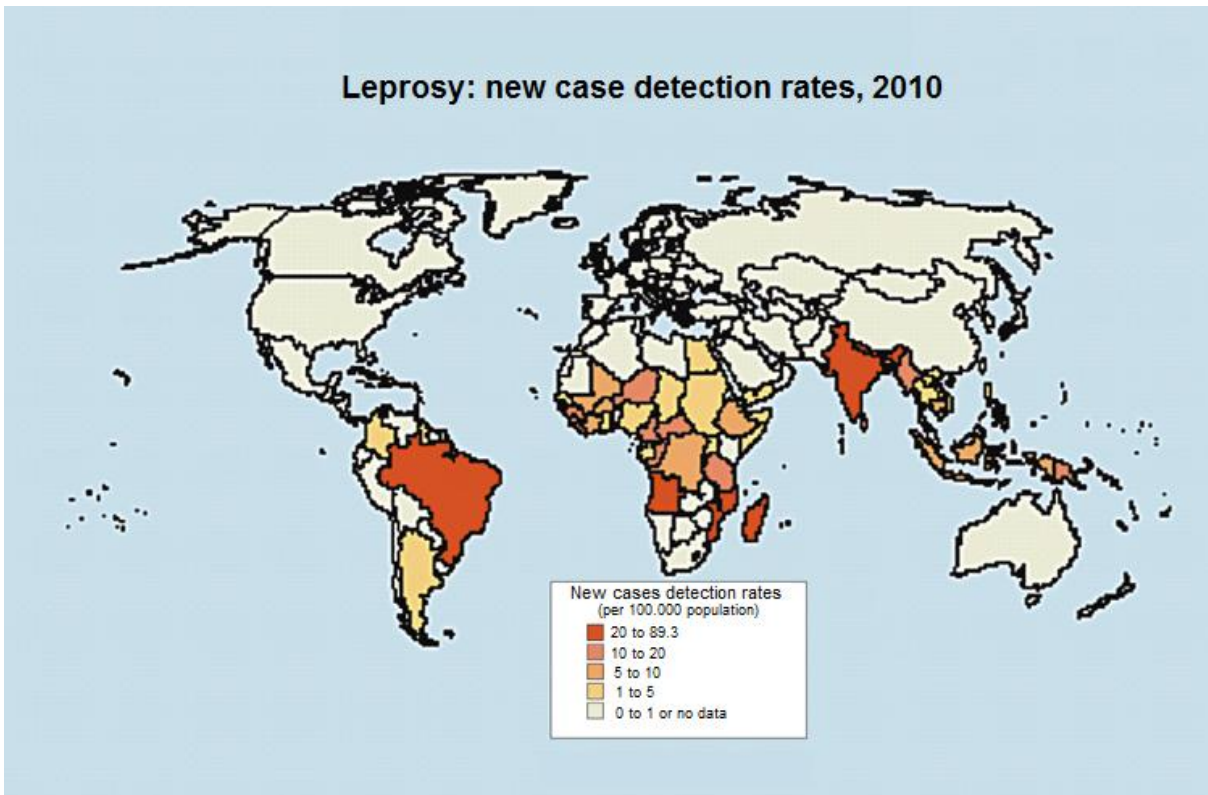 Leprosy: new case detection rates, 2010
New cases detection rates
(per 100.000 population)
20 to 89.3
10 to 20
5 to 10
1 to 5
0 to 1 or no data